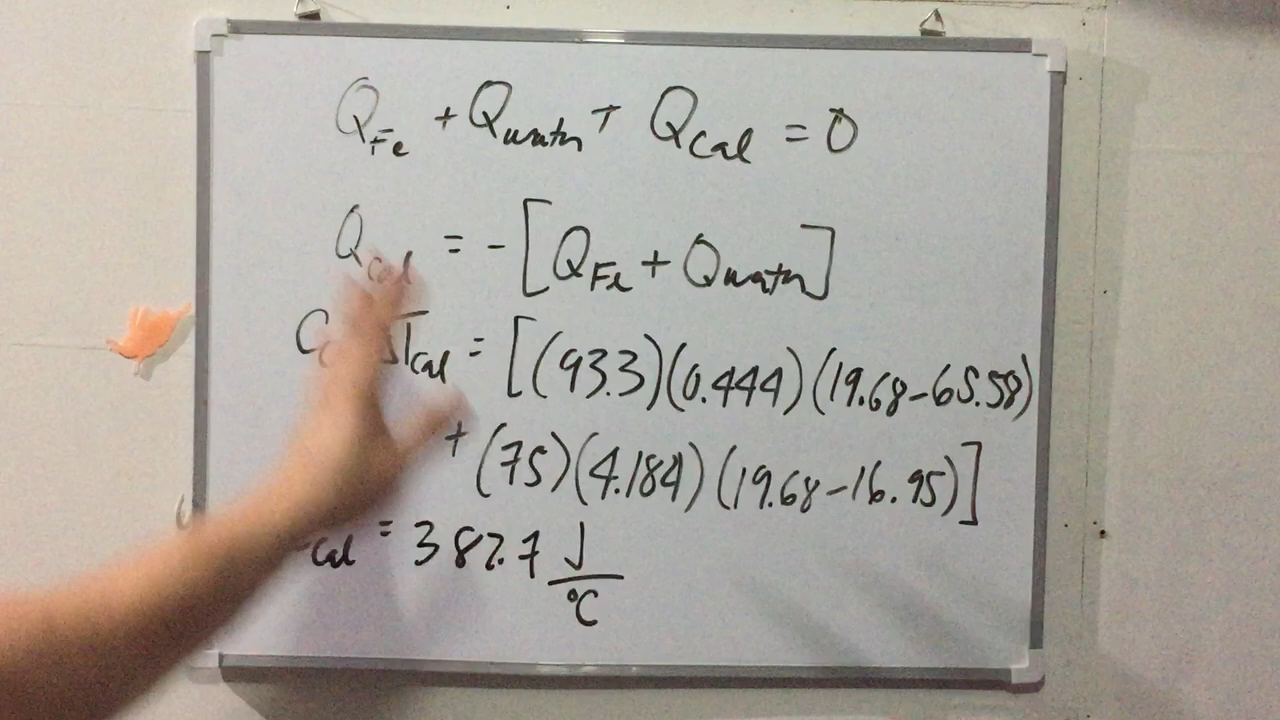 Q_Fe + Q_water + Q_Cal = 0
Q_cal = -[Q_Fe + Q_water]
T_Cal = [(93.3)(0.444)(19.68-65.58)
+ (75)(4.184)(19.68-16.95)]
cal = 387.7 J/°C